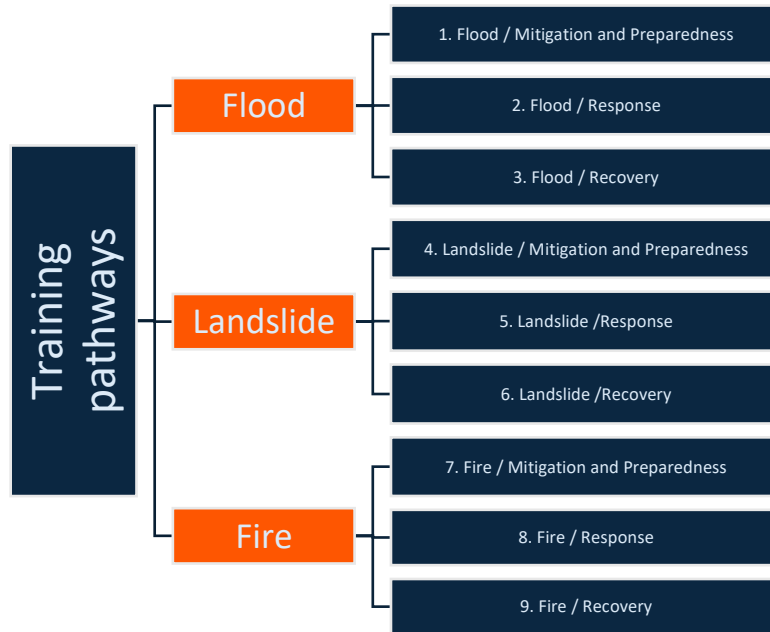 Training
pathways
Flood
1. Flood / Mitigation and Preparedness
2. Flood / Response
3. Flood / Recovery
Landslide
4. Landslide / Mitigation and Preparedness
5. Landslide /Response
6. Landslide /Recovery
Fire
7. Fire / Mitigation and Preparedness
8. Fire / Response
9. Fire / Recovery